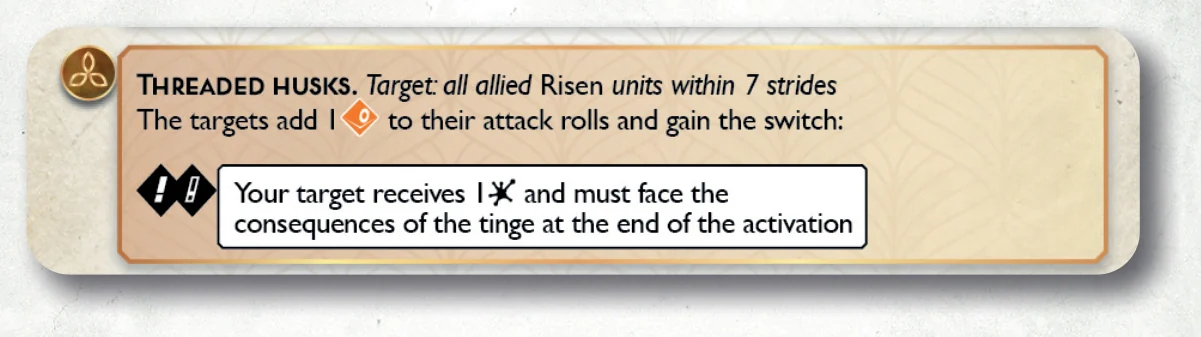 THREADED HUSKS. Target: all allied Risen units within 7 strides
The targets add 1 to their attack rolls and gain the switch:
! Your target receives 1 and must face the
consequences of the tinge at the end of the activation